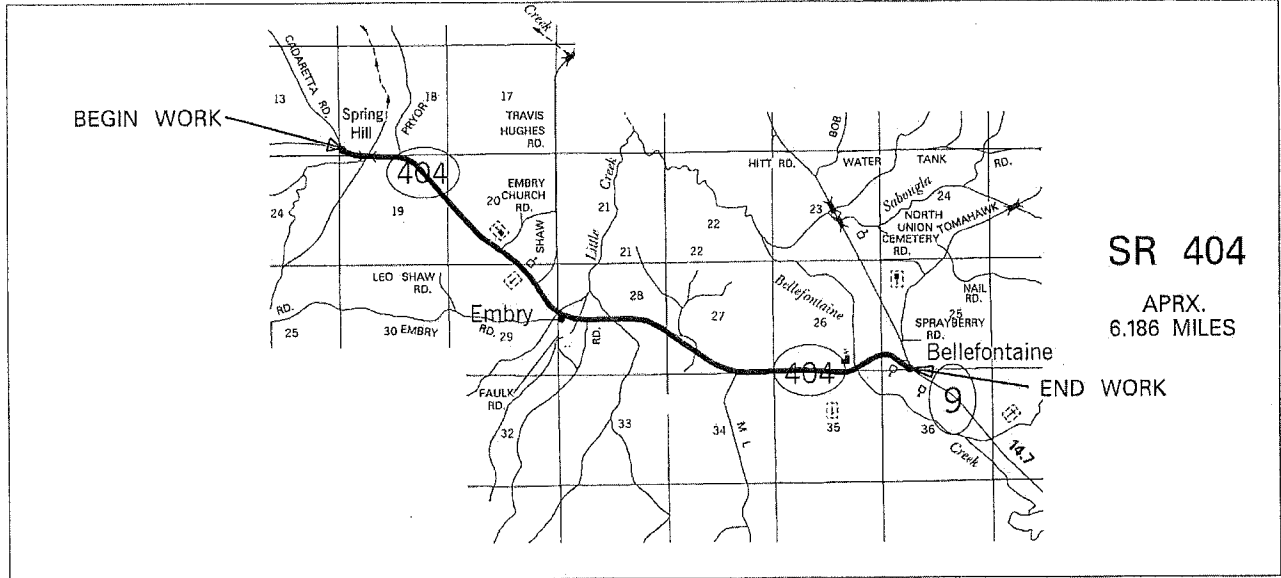 Creek
CADARETTA RD.
13
18
17
Spring
Hill
PRYOR
TRAVIS
HUGHES
RD.
BEGIN WORK
404
HITT RD.
BOB
WATER
TANK
RD.
24
19
20
EMBRY
CHURCH
RD.
SHAW
Little
Creek
21
22
23
Sabougla
24
NORTH
UNION
CEMETERY
RD.
TOMAHAWK
SR 404
APRX.
6.186 MILES
LEO SHAW
RD.
21
22
28
27
Bellefontaine
26
NAIL
RD.
25
SPRAYBERRY
RD.
RD.
25
30
EMBRY
RD.
29
Embry
RD.
Bellefontaine
404
END WORK
9
FAULK
RD.
32
33
34
M L
35
36
Creek
14.7